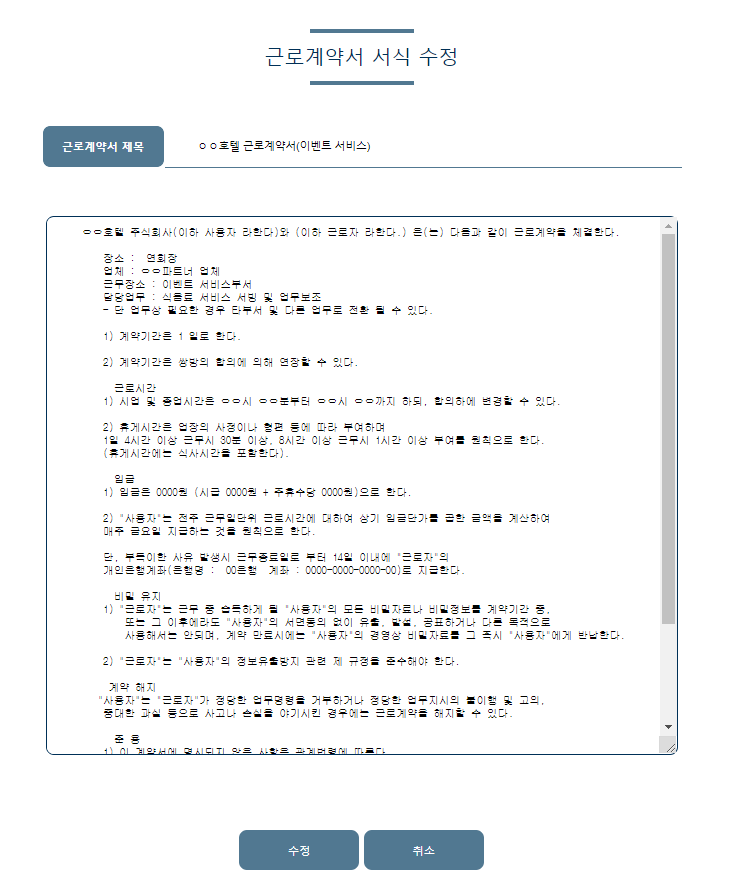 근로계약서 서식 수정
근로계약서 제목
ㅇㅇ호텔 근로계약서(이벤트 서비스)
ㅇㅇ호텔 주식회사(이하 사용자 라한다)와 (이하 근로자 라한다.) 은(는) 다음과 같이 근로계약을 체결한다.
장소 : 연회장
업체 : ㅇㅇ파트너 업체
근무장소 : 이벤트 서비스부서
담당업무 : 식음료 서비스 서빙 및 업무보조
- 단 업무상 필요한 경우 타부서 및 다른 업무로 전환 될 수 있다.
1) 계약기간은 1 일로 한다.
2) 계약기간은 쌍방의 합의에 의해 연장할 수 있다.
근로시간
1) 시업 및 종업시간은 ㅇㅇ시 ㅇㅇ분부터 ㅇㅇ시 ㅇㅇ까지 하되, 합의하에 변경할 수 있다.
2) 휴게시간은 업장의 사정이나 형편 등에 따라 부여하며
1일 4시간 이상 근무시 30분 이상, 8시간 이상 근무시 1시간 이상 부여를 원칙으로 한다.
(휴게시간에는 식사시간을 포함한다).
임금
1) 임금은 0000원 (시급 0000원 + 주휴수당 0000원)으로 한다.
2) "사용자"는 전주 근무일단위 근로시간에 대하여 상기 임금단가를 곱한 금액을 계산하여
매주 금요일 지급하는 것을 원칙으로 한다.
단, 부득이한 사유 발생시 근무종료일로 부터 14일 이내에 "근로자"의
개인은행계좌(은행명 : 00은행 계좌 : 0000-0000-0000-00)로 지급한다.
비밀 유지
1) "근로자"는 근무 중 습득하게 될 "사용자"의 모든 비밀자료나 비밀정보를 계약기간 중,
또는 그 이후에라도 "사용자"의 서면동의 없이 유출, 발설, 공표하거나 다른 목적으로
사용해서는 안되며, 계약 만료시에는 "사용자"의 경영상 비밀자료를 그 즉시 "사용자"에게 반납한다.
2) "근로자"는 "사용자"의 정보유출방지 관련 제 규정을 준수해야 한다.
계약 해지
"사용자"는 "근로자"가 정당한 업무명령을 거부하거나 정당한 업무지시의 불이행 및 고의,
중대한 과실 등으로 사고나 손실을 야기시킨 경우에는 근로계약을 해지할 수 있다.
준 용
1) 이 계약서에 명시되지 않은 사항은 관계법령에 따른다
수정
취소